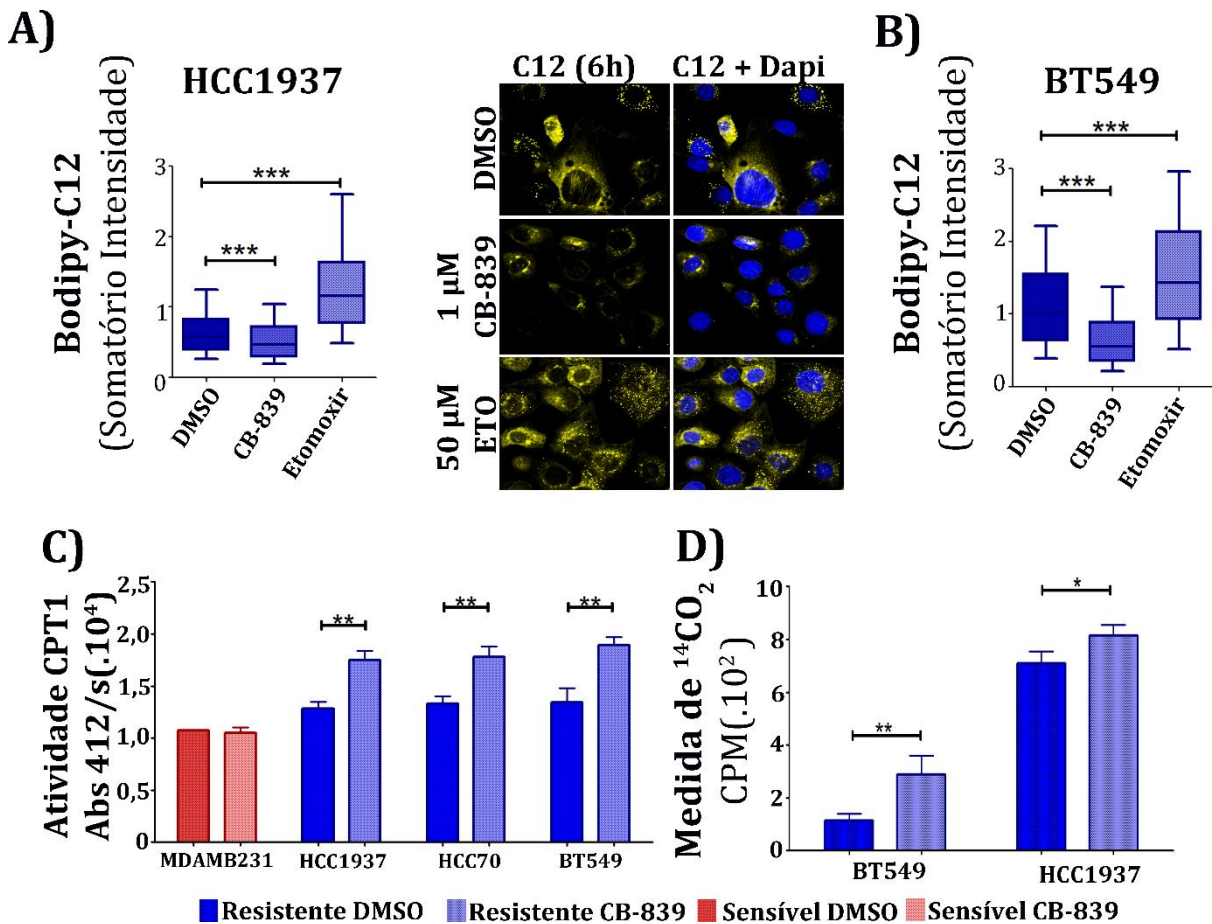 A)
HCC1937
Bodipy-C12
(Somatório Intensidade)
3
2
1
0
***
***
DMSO
CB-839
Etomoxir
C12 (6h)
C12 + Dapi
DMSO
1 µM
CB-839
50 µM
ETO
B)
BT549
Bodipy-C12
(Somatório Intensidade)
3
2
1
0
***
***
DMSO
CB-839
Etomoxir
C)
Atividade CPT1
Abs 412/s(.10⁴)
2,5
2,0
1,5
1,0
0,5
0
**
**
**
MDAMB231
HCC1937
HCC70
BT549
D)
Medida de ¹⁴CO₂
CPM(.10²)
10
8
6
4
2
0
**
*
BT549
HCC1937
Resistente DMSO
Resistente CB-839
Sensível DMSO
Sensível CB-839